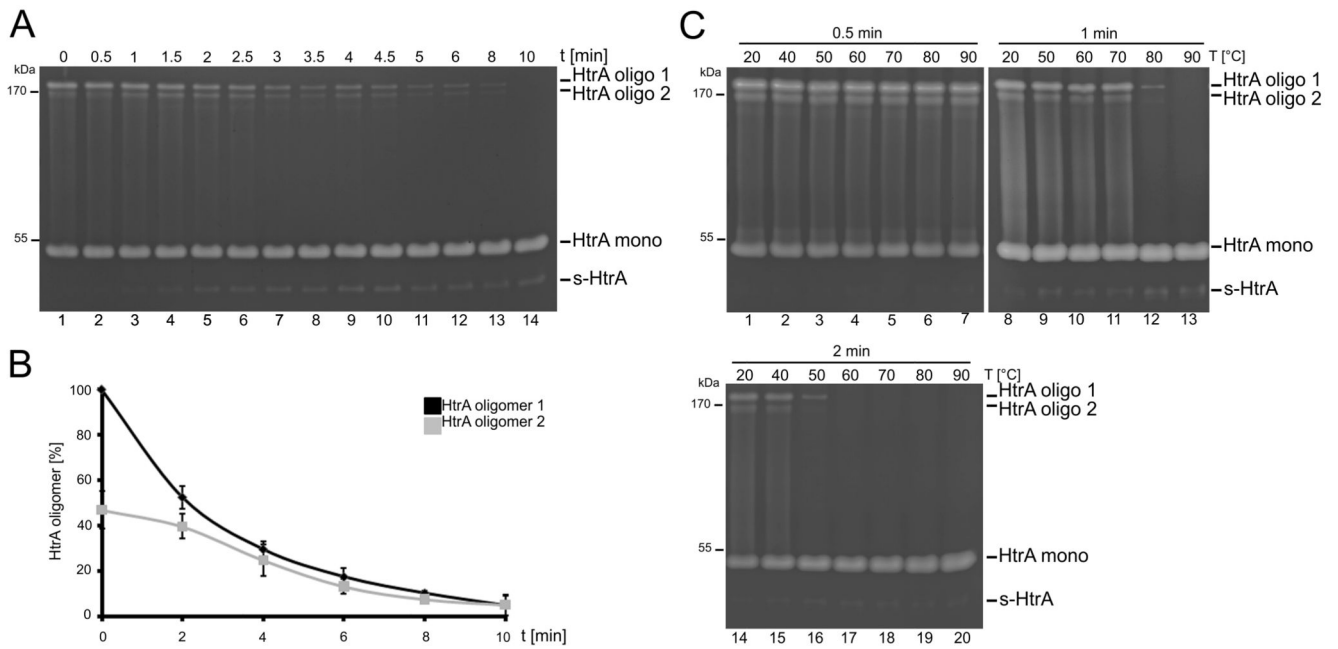 A
0 0.5 1 1.5 2 2.5 3 3.5 4 4.5 5 6 8 10 t [min]
kDa
HtrA oligo 1
170
HtrA oligo 2
55
HtrA mono
s-HtrA
1 2 3 4 5 6 7 8 9 10 11 12 13 14
B
HtrA oligomer [%]
100
80
60
40
20
0
HtrA oligomer 1
HtrA oligomer 2
0 2 4 6 8 10 t [min]
C
0.5 min 1 min
20 40 50 60 70 80 90 20 50 60 70 80 90 T [°C]
kDa
HtrA oligo 1
170
HtrA oligo 2
55
HtrA mono
s-HtrA
1 2 3 4 5 6 7 8 9 10 11 12 13
2 min
20 40 50 60 70 80 90 T [°C]
kDa
HtrA oligo 1
170
HtrA oligo 2
55
HtrA mono
s-HtrA
14 15 16 17 18 19 20